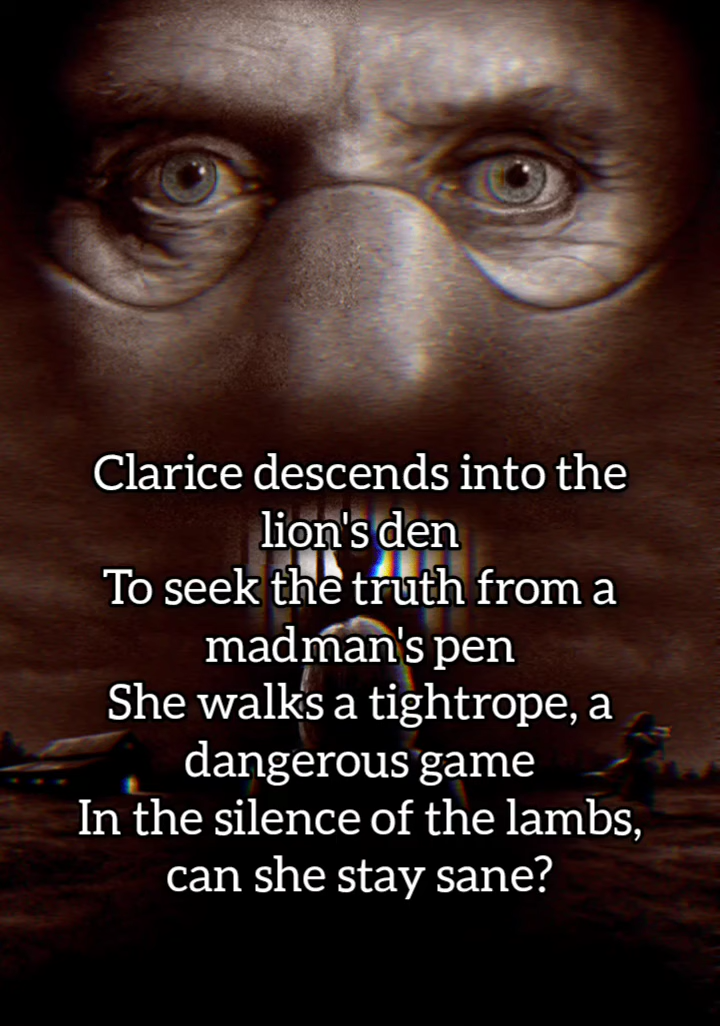 Clarice descends into the
lion's den
To seek the truth from a
madman's pen
She walks a tightrope, a
dangerous game
In the silence of the lambs,
can she stay sane?